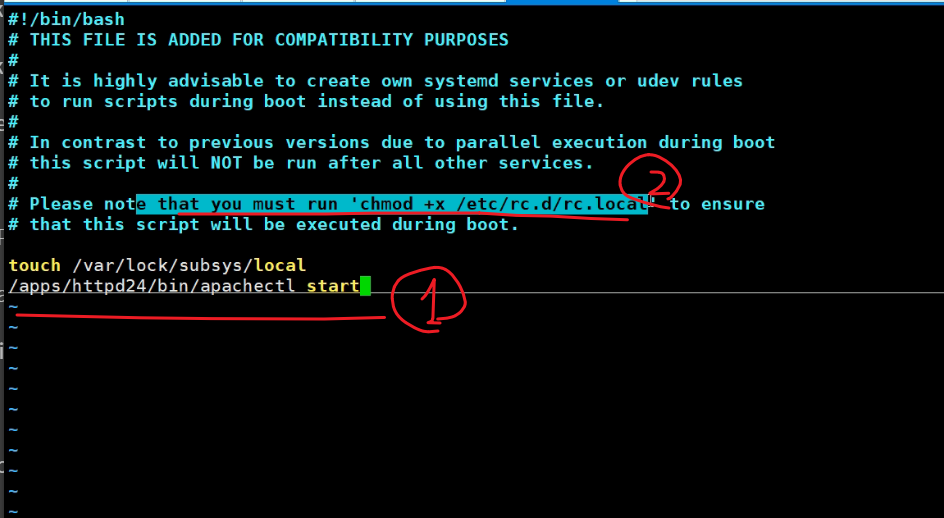 #!/bin/bash
# THIS FILE IS ADDED FOR COMPATIBILITY PURPOSES
#
# It is highly advisable to create own systemd services or udev rules
# to run scripts during boot instead of using this file.
#
# In contrast to previous versions due to parallel execution during boot
# this script will NOT be run after all other services.
#
# Please note that you must run 'chmod +x /etc/rc.d/rc.local' to ensure
# that this script will be executed during boot.
2
touch /var/lock/subsys/local
/apps/httpd24/bin/apachectl start
1
~
~
~
~
~
~
~
~
~
~
~